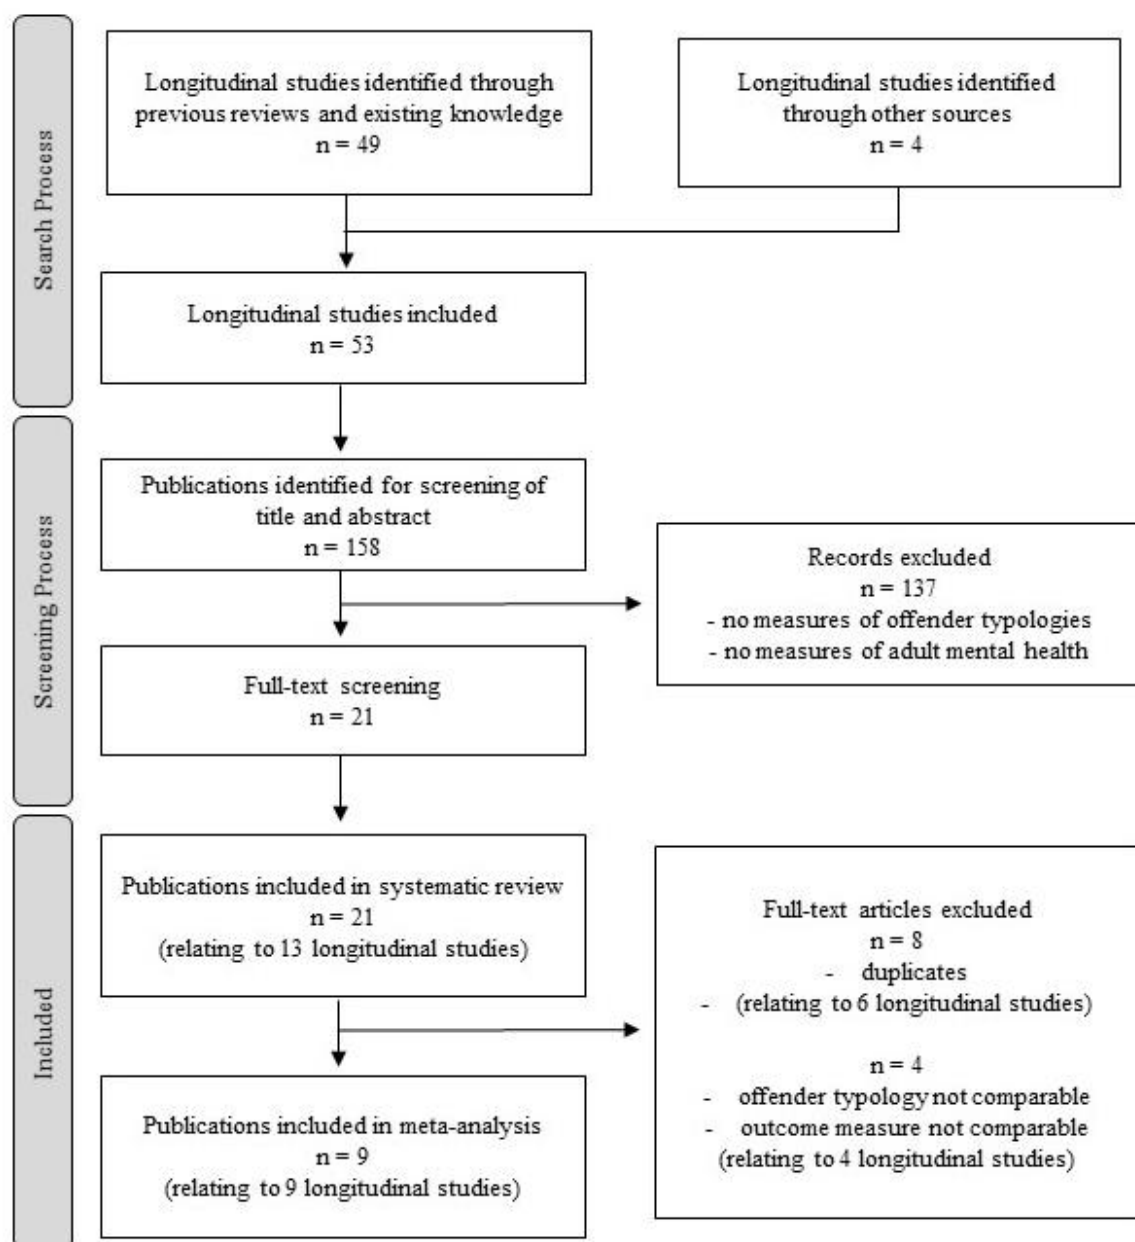 Search Process
Longitudinal studies identified through
previous reviews and existing knowledge
n = 49
Longitudinal studies identified
through other sources
n = 4
Longitudinal studies included
n = 53
Screening Process
Publications identified for screening of
title and abstract
n = 158
Records excluded
n = 137
- no measures of offender typologies
- no measures of adult mental health
Full-text screening
n = 21
Included
Publications included in systematic review
n = 21
(relating to 13 longitudinal studies)
Full-text articles excluded
n = 8
- duplicates
- (relating to 6 longitudinal studies)
n = 4
- offender typology not comparable
- outcome measure not comparable
(relating to 4 longitudinal studies)
Publications included in meta-analysis
n = 9
(relating to 9 longitudinal studies)